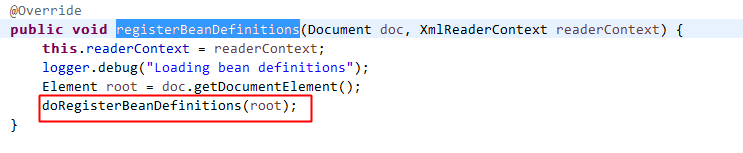 @Override
public void registerBeanDefinitions(Document doc, XmlReaderContext readerContext) {
    this.readerContext = readerContext;
    logger.debug("Loading bean definitions");
    Element root = doc.getDocumentElement();
    doRegisterBeanDefinitions(root);
}